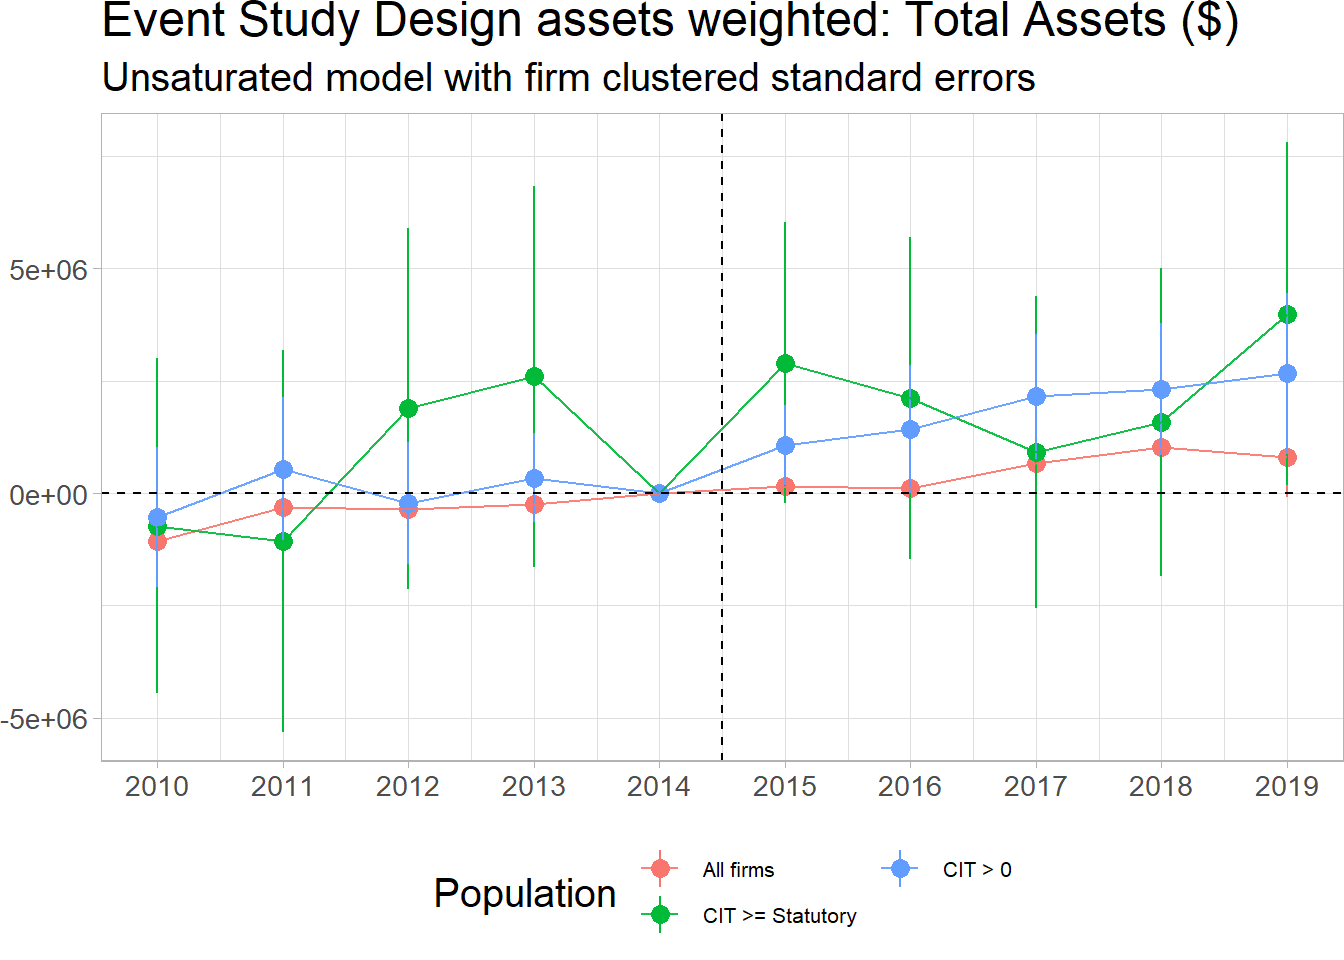 Event Study Design assets weighted: Total Assets ($)
Unsaturated model with firm clustered standard errors
5e+06
0e+00
-5e+06
2010 2011 2012 2013 2014 2015 2016 2017 2018 2019
Population
All firms
CIT >= Statutory
CIT > 0